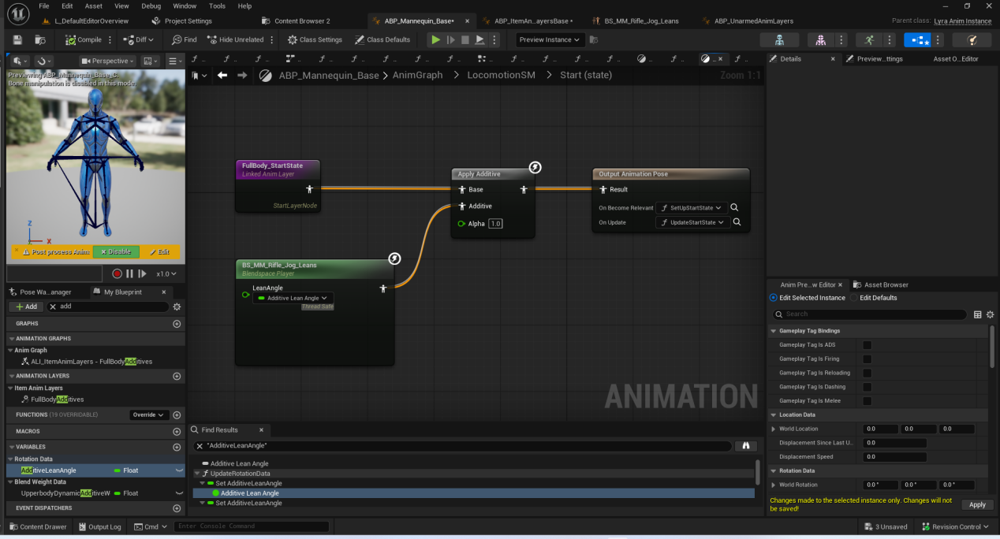 File Edit Asset View Debug Window Tools Help
L_DefaultEditorOverview
Project Settings
Content Browser 2
ABP_Mannequin_Base*
ABP_ItemAn_ayersBase*
BS_MM_Rifle_Jog_Leans
ABP_UnarmedAnimLayers
Parent class: Lyra Anim Instance
Compile
Diff
Find
Hide Unrelated
Class Settings
Class Defaults
Preview Instance
Perspective
Previewing ABP_Mannequin_Base_C.
Bone manipulation is disabled in this mode.
Z
X
Post process Anim:
Disable
Edit
x1.0
ABP_Mannequin_Base > AnimGraph > LocomotionSM > Start (state)
Zoom 1:1
FullBody_StartState
Linked Anim Layer
StartLayerNode
BS_MM_Rifle_Jog_Leans
Blendspace Player
LeanAngle
Additive Lean Angle
Thread Safe
Apply Additive
Base
Additive
Alpha 1.0
Output Animation Pose
Result
On Become Relevant SetUpStartState
On Update UpdateStartState
ANIMATION
Pose Wa...anager
My Blueprint
Add
add
GRAPHS
ANIMATION GRAPHS
Anim Graph
ALI_ItemAnimLayers - FullBodyAdditives
ANIMATION LAYERS
Item Anim Layers
FullBodyAdditives
FUNCTIONS (19 OVERRIDABLE)
Override
MACROS
VARIABLES
Rotation Data
AdditiveLeanAngle Float
Blend Weight Data
UpperbodyDynamicAdditiveW Float
EVENT DISPATCHERS
Find Results
"AdditiveLeanAngle"
Additive Lean Angle
UpdateRotationData
Set AdditiveLeanAngle
Additive Lean Angle
Set AdditiveLeanAngle
Details
Preview...ttings
Asset O...Editor
Anim Pre...w Editor
Asset Browser
Edit Selected Instance
Edit Defaults
Search
Gameplay Tag Bindings
Gameplay Tag Is ADS
Gameplay Tag Is Firing
Gameplay Tag Is Reloading
Gameplay Tag Is Dashing
Gameplay Tag Is Melee
Location Data
World Location 0.0 0.0 0.0
Displacement Since Last U... 0.0
Displacement Speed 0.0
Rotation Data
World Rotation 0.0° 0.0° 0.0°
Changes made to the selected instance only. Changes will not
be saved!
Apply
Content Drawer
Output Log
Cmd
Enter Console Command
3 Unsaved
Revision Control